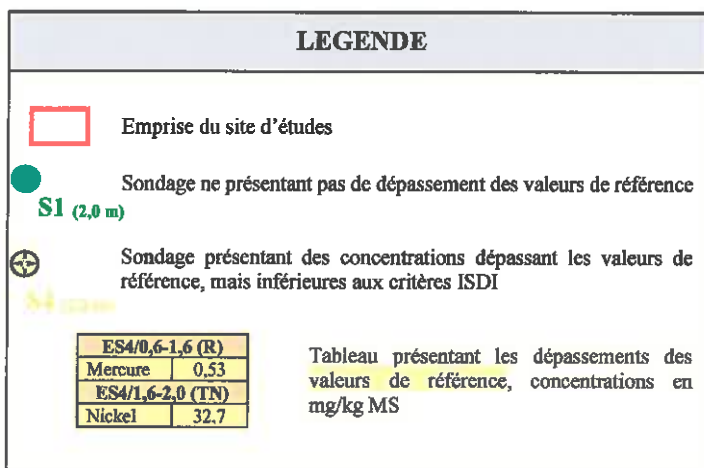 LEGENDE
Emprise du site d'études
Sondage ne présentant pas de dépassement des valeurs de référence
S1 (2,0 m)
Sondage présentant des concentrations dépassant les valeurs de
référence, mais inférieures aux critères ISDI
S4
ES4/0,6-1,6 (R)
Mercure 0,53
ES4/1,6-2,0 (TN)
Nickel 32,7
Tableau présentant les dépassements des
valeurs de référence, concentrations en
mg/kg MS